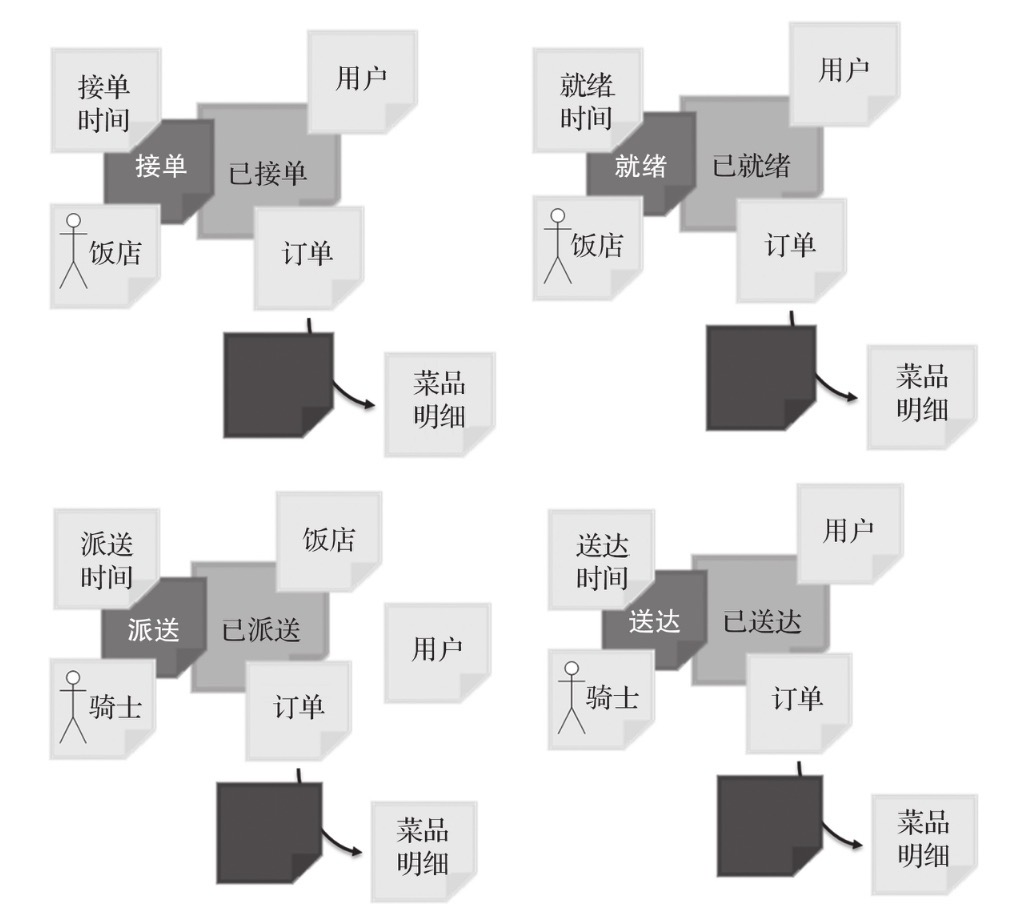 接单
时间
用户
接单
已接单
饭店
订单
菜品
明细
就绪
时间
用户
就绪
已就绪
饭店
订单
菜品
明细
派送
时间
饭店
派送
已派送
用户
骑士
订单
菜品
明细
送达
时间
用户
送达
已送达
骑士
订单
菜品
明细